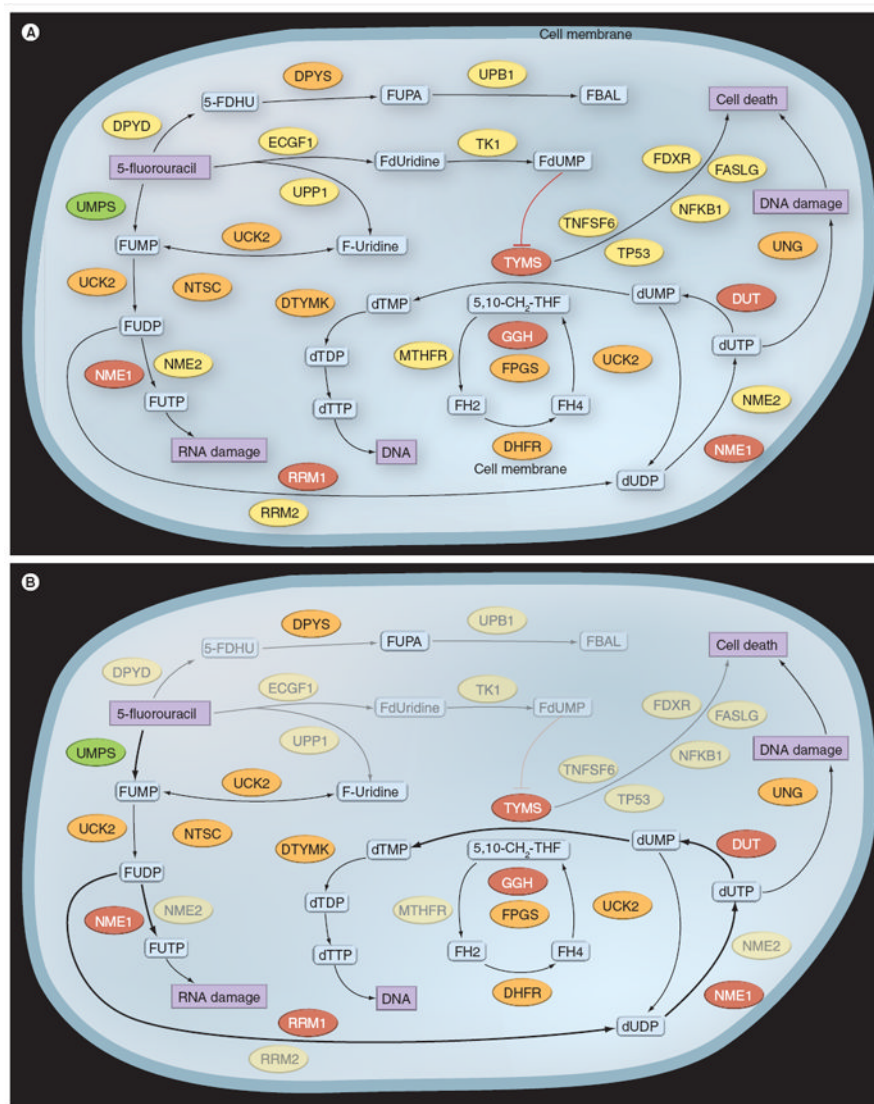 A
Cell membrane
DPYS
UPB1
5-FDHU
FUPA
FBAL
Cell death
DPYD
ECGF1
TK1
5-fluorouracil
FdUridine
FdUMP
FDXR
FASLG
UPP1
UMPS
TNFSF6
NFKB1
DNA damage
UCK2
FUMP
F-Uridine
TYMS
TP53
UNG
UCK2
NTSC
dUMP
DUT
DTYMK
dTMP
5,10-CH2-THF
FUDP
GGH
dUTP
NME1
NME2
dTDP
MTHFR
FPGS
UCK2
FUTP
dTTP
FH2
FH4
NME2
RNA damage
DNA
DHFR
NME1
Cell membrane
RRM1
dUDP
RRM2
B
DPYS
UPB1
5-FDHU
FUPA
FBAL
Cell death
DPYD
ECGF1
TK1
5-fluorouracil
FdUridine
FdUMP
FDXR
FASLG
UPP1
UMPS
TNFSF6
NFKB1
DNA damage
UCK2
FUMP
F-Uridine
TYMS
TP53
UNG
UCK2
NTSC
dUMP
DUT
DTYMK
dTMP
5,10-CH2-THF
FUDP
GGH
dUTP
NME1
NME2
dTDP
MTHFR
FPGS
UCK2
FUTP
dTTP
FH2
FH4
NME2
RNA damage
DNA
DHFR
NME1
RRM1
dUDP
RRM2